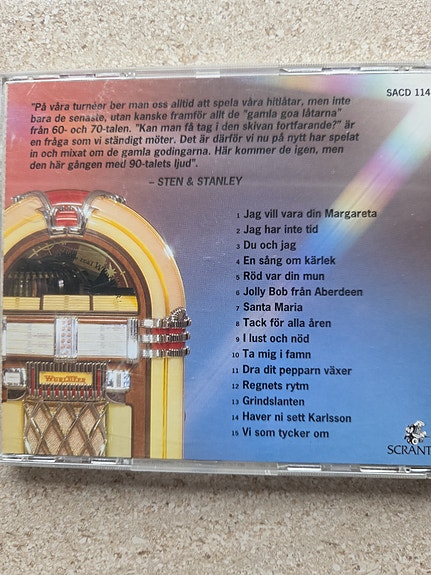 SACD 114
"På våra turnéer ber man oss alltid att spela våra hitlåtar, men inte
bara de senaste, utan kanske framför allt de "gamla goa låtarna"
från 60- och 70-talen. "Kan man få tag i den skivan fortfarande?" är
en fråga som vi ständigt möter. Det är därför vi nu på nytt har spelat
in och mixat om de gamla godingarna. Här kommer de igen, men
den här gången med 90-talets ljud".
– STEN & STANLEY
1 Jag vill vara din Margareta
2 Jag har inte tid
3 Du och jag
4 En sång om kärlek
5 Röd var din mun
6 Jolly Bob från Aberdeen
7 Santa Maria
8 Tack för alla åren
9 I lust och nöd
10 Ta mig i famn
11 Dra dit pepparn växer
12 Regnets rytm
13 Grindslanten
14 Haver ni sett Karlsson
15 Vi som tycker om
WURLITZER
SCRANT